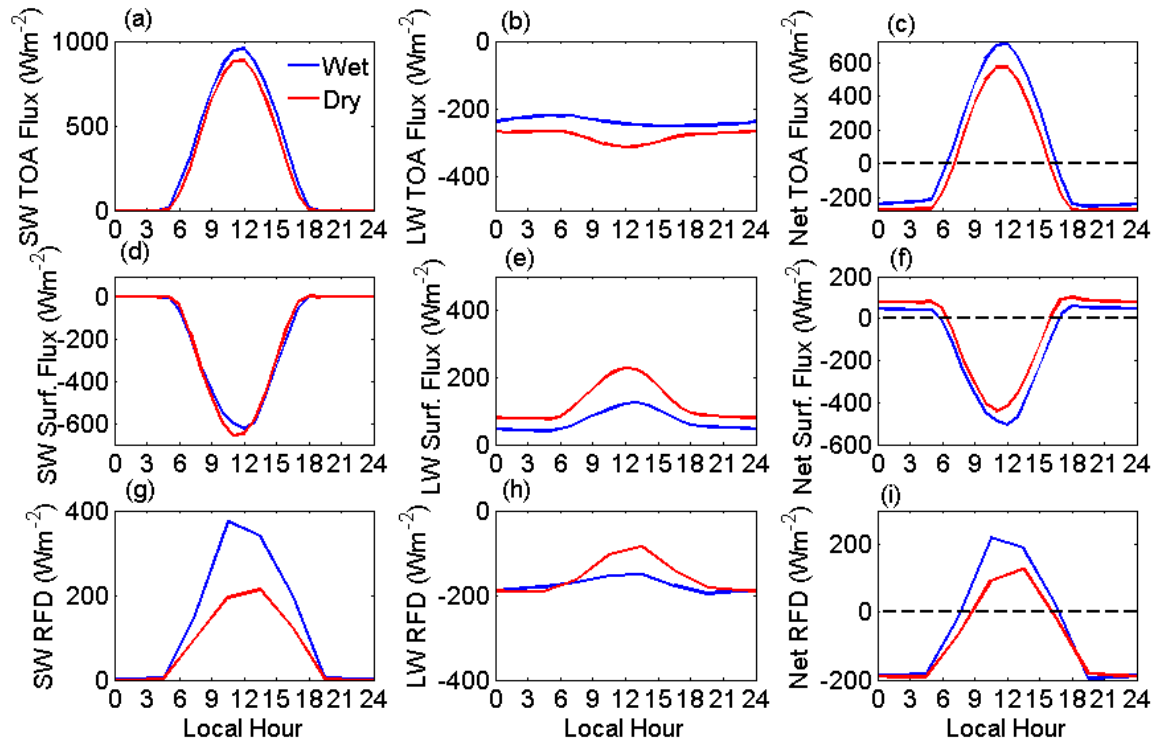 (a)
SW TOA Flux (Wm-2)
1000
500
0
Wet
Dry
0 3 6 9 12 15 18 21 24
(b)
LW TOA Flux (Wm-2)
0
-200
-400
0 3 6 9 12 15 18 21 24
(c)
Net TOA Flux (Wm-2)
600
400
200
0
-200
0 3 6 9 12 15 18 21 24
(d)
SW Surf. Flux (Wm-2)
0
-200
-400
-600
0 3 6 9 12 15 18 21 24
(e)
LW Surf. Flux (Wm-2)
400
200
0
0 3 6 9 12 15 18 21 24
(f)
Net Surf. Flux (Wm-2)
200
0
-200
-400
-600
0 3 6 9 12 15 18 21 24
(g)
SW RFD (Wm-2)
400
200
0
0 3 6 9 12 15 18 21 24
Local Hour
(h)
LW RFD (Wm-2)
0
-200
-400
0 3 6 9 12 15 18 21 24
Local Hour
(i)
Net RFD (Wm-2)
200
0
-200
0 3 6 9 12 15 18 21 24
Local Hour